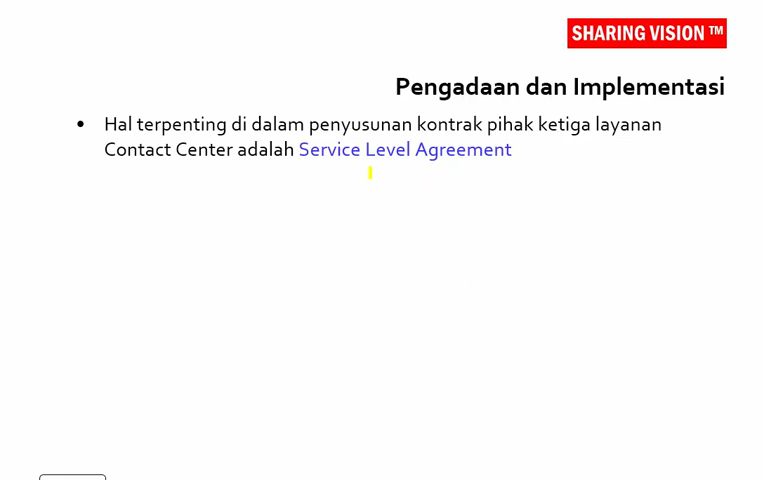 SHARING VISION ™
Pengadaan dan Implementasi
• Hal terpenting di dalam penyusunan kontrak pihak ketiga layanan
Contact Center adalah Service Level Agreement